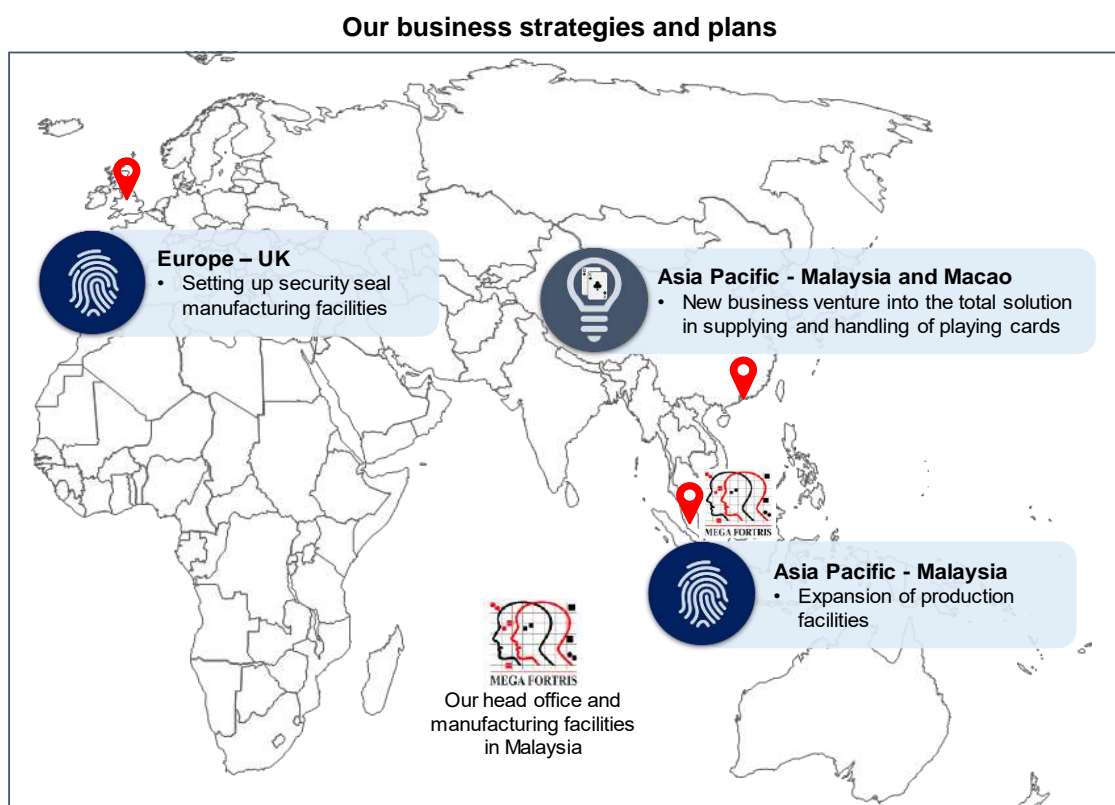 Our business strategies and plans
Europe – UK
• Setting up security seal
manufacturing facilities
Asia Pacific - Malaysia and Macao
• New business venture into the total solution
in supplying and handling of playing cards
MEGA FORTRIS
Asia Pacific - Malaysia
• Expansion of production
facilities
MEGA FORTRIS
Our head office and
manufacturing facilities
in Malaysia